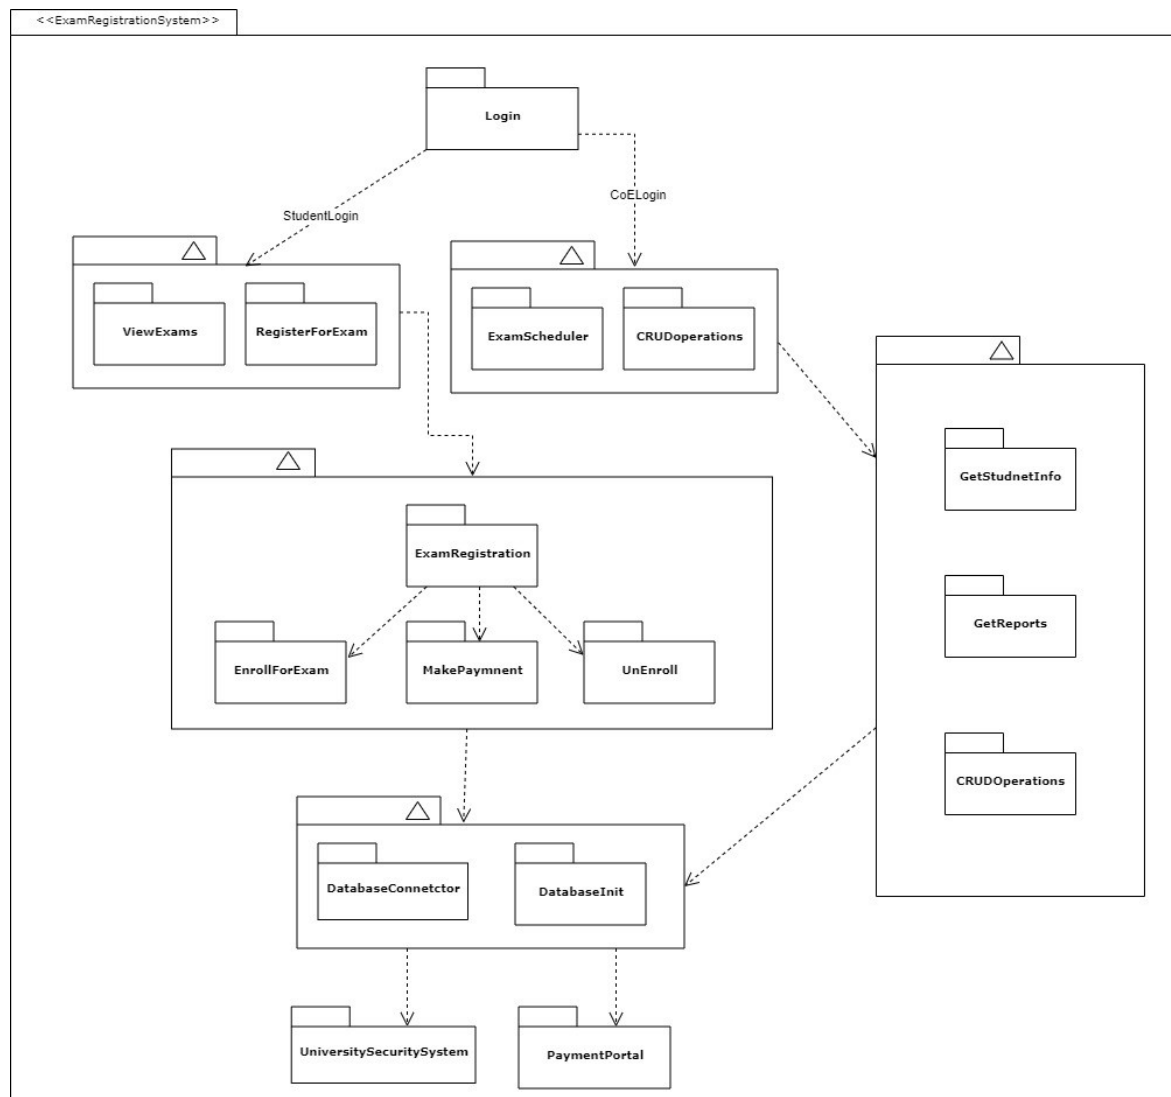 <<ExamRegistrationSystem>>
Login
CoELogin
StudentLogin
ViewExams
RegisterForExam
ExamScheduler
CRUDoperations
GetStudnetInfo
ExamRegistration
GetReports
EnrollForExam
MakePaymnent
UnEnroll
CRUDOperations
DatabaseConnetctor
DatabaseInit
UniversitySecuritySystem
PaymentPortal